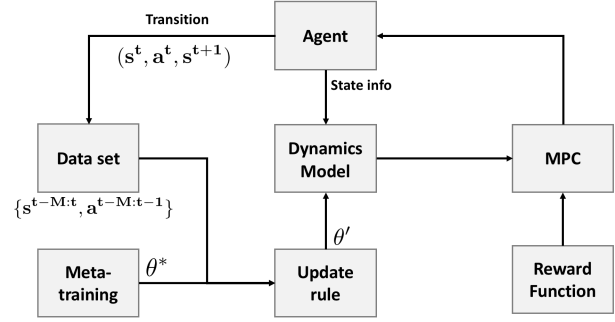 Transition
Agent
(s^t, a^t, s^{t+1})
State info
Data set
Dynamics
Model
MPC
{s^{t−M:t}, a^{t−M:t−1}}
θ′
Meta-
training
θ*
Update
rule
Reward
Function